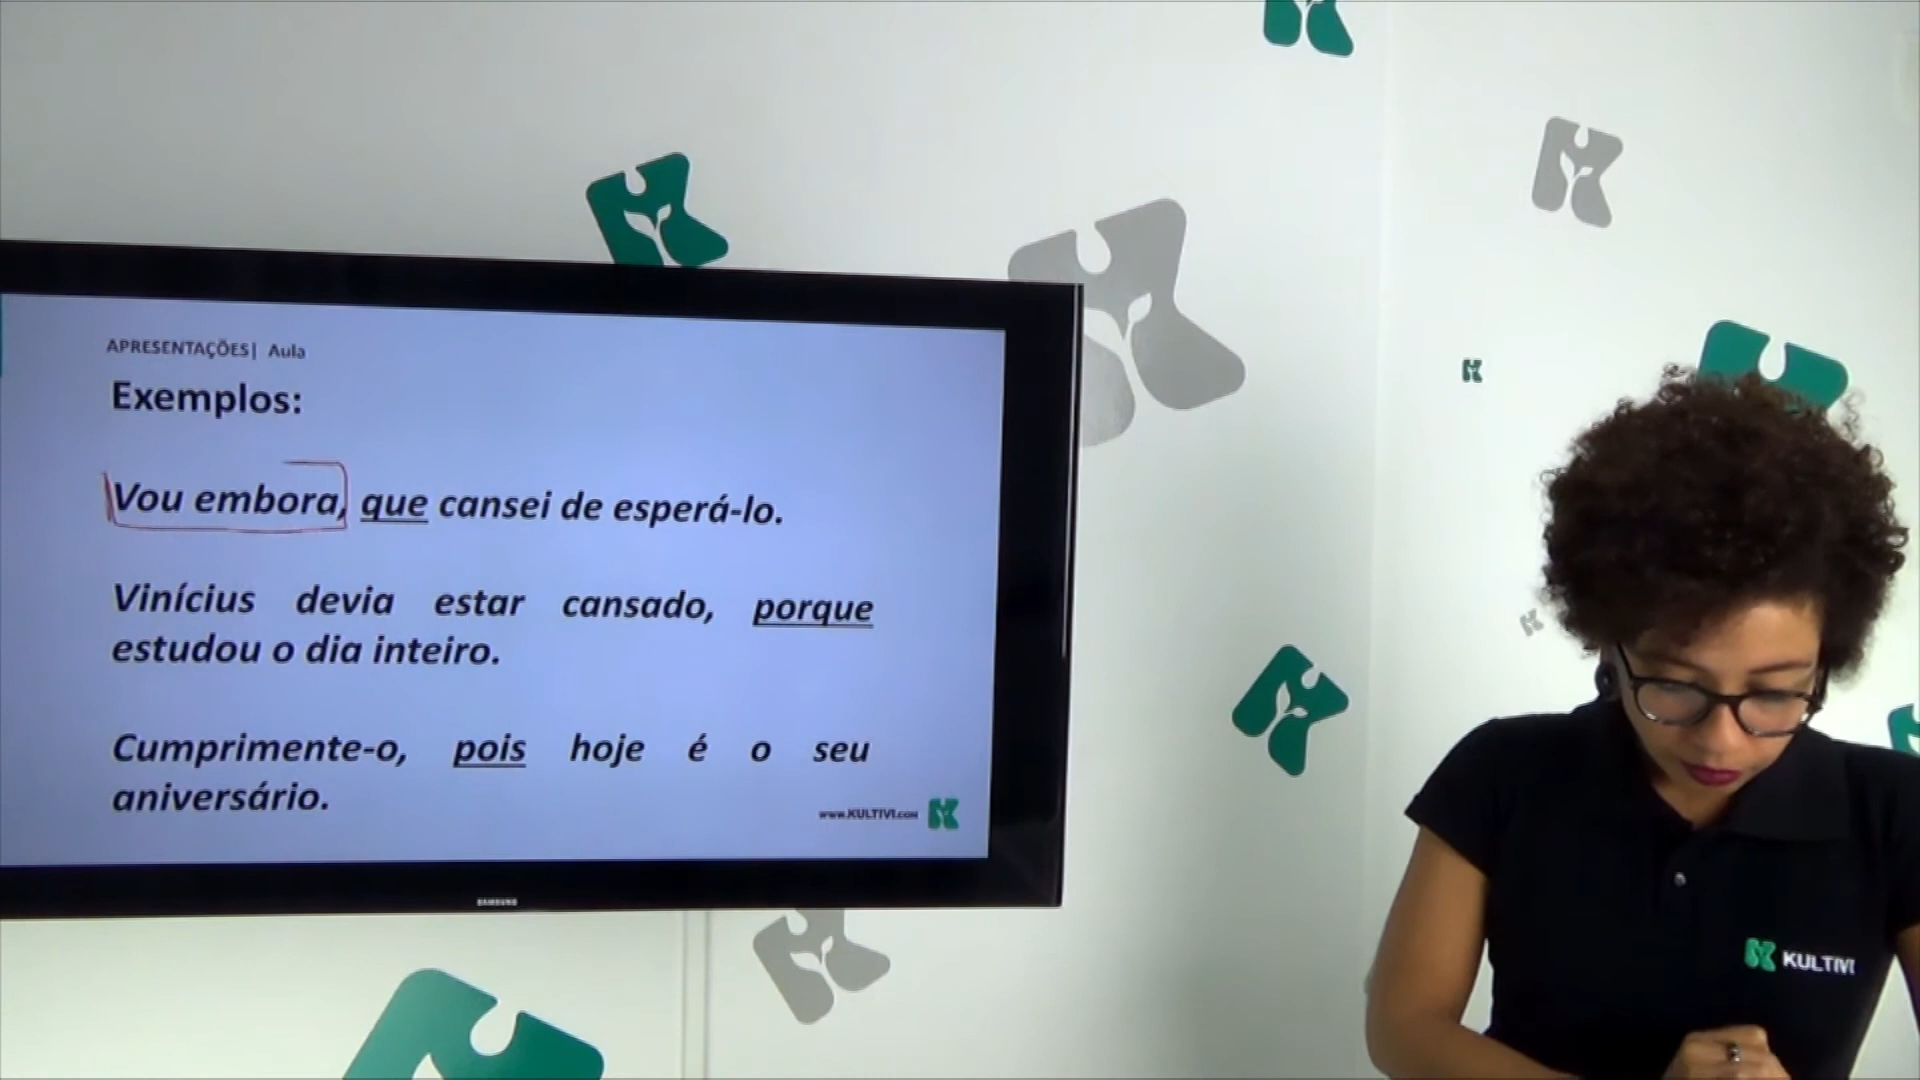 APRESENTAÇÕES| Aula
Exemplos:
Vou embora, que cansei de esperá-lo.
Vinícius devia estar cansado, porque
estudou o dia inteiro.
Cumprimente-o, pois hoje é o seu
aniversário.
www.KULTIVI.com
SAMSUNG
KULTIVI